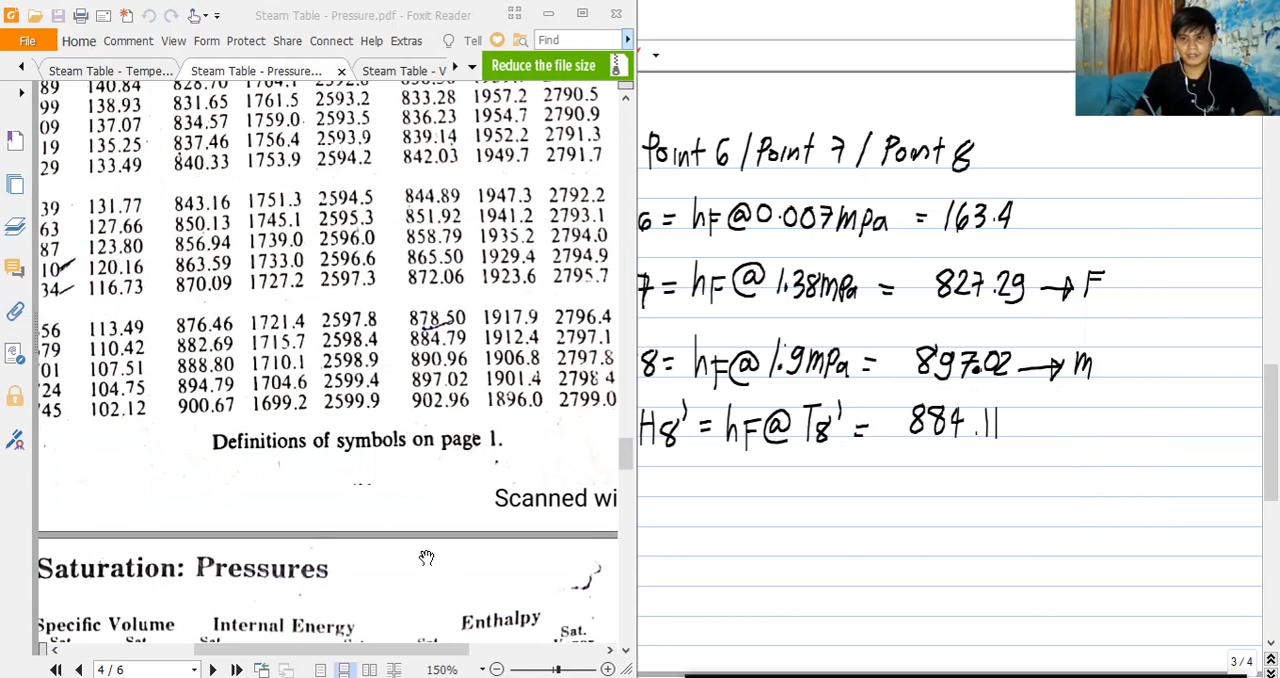 Steam Table - Pressure.pdf - Foxit Reader
File Home Comment View Form Protect Share Connect Help Extras Tell Find
Steam Table - Tempe... Steam Table - Pressure... Steam Table - V Reduce the file size
89 140.84
99 138.93 831.65 1761.5 2593.2 833.28 1957.2 2790.5
09 137.07 834.57 1759.0 2593.5 836.23 1954.7 2790.9
19 135.25 837.46 1756.4 2593.9 839.14 1952.2 2791.3
29 133.49 840.33 1753.9 2594.2 842.03 1949.7 2791.7
39 131.77 843.16 1751.3 2594.5 844.89 1947.3 2792.2
63 127.66 850.13 1745.1 2595.3 851.92 1941.2 2793.1
87 123.80 856.94 1739.0 2596.0 858.79 1935.2 2794.0
10 120.16 863.59 1733.0 2596.6 865.50 1929.4 2794.9
34 116.73 870.09 1727.2 2597.3 872.06 1923.6 2795.7
56 113.49 876.46 1721.4 2597.8 878.50 1917.9 2796.4
79 110.42 882.69 1715.7 2598.4 884.79 1912.4 2797.1
01 107.51 888.80 1710.1 2598.9 890.96 1906.8 2797.8
24 104.75 894.79 1704.6 2599.4 897.02 1901.4 2798.4
45 102.12 900.67 1699.2 2599.9 902.96 1896.0 2799.0
Definitions of symbols on page 1.
Scanned wi
Saturation: Pressures
Specific Volume Internal Energy Enthalpy
Sat. Sat. Sat. Sat. Sat.
4 / 6 150%
Point 6 / Point 7 / Point 8
6 = hF@0.007mpa = 163.4
7 = hF@ 1.38mpa = 827.29 → F
8 = hF@ 1.9mpa = 897.02 → m
H8' = hF@ T8' = 884.11
3 / 4